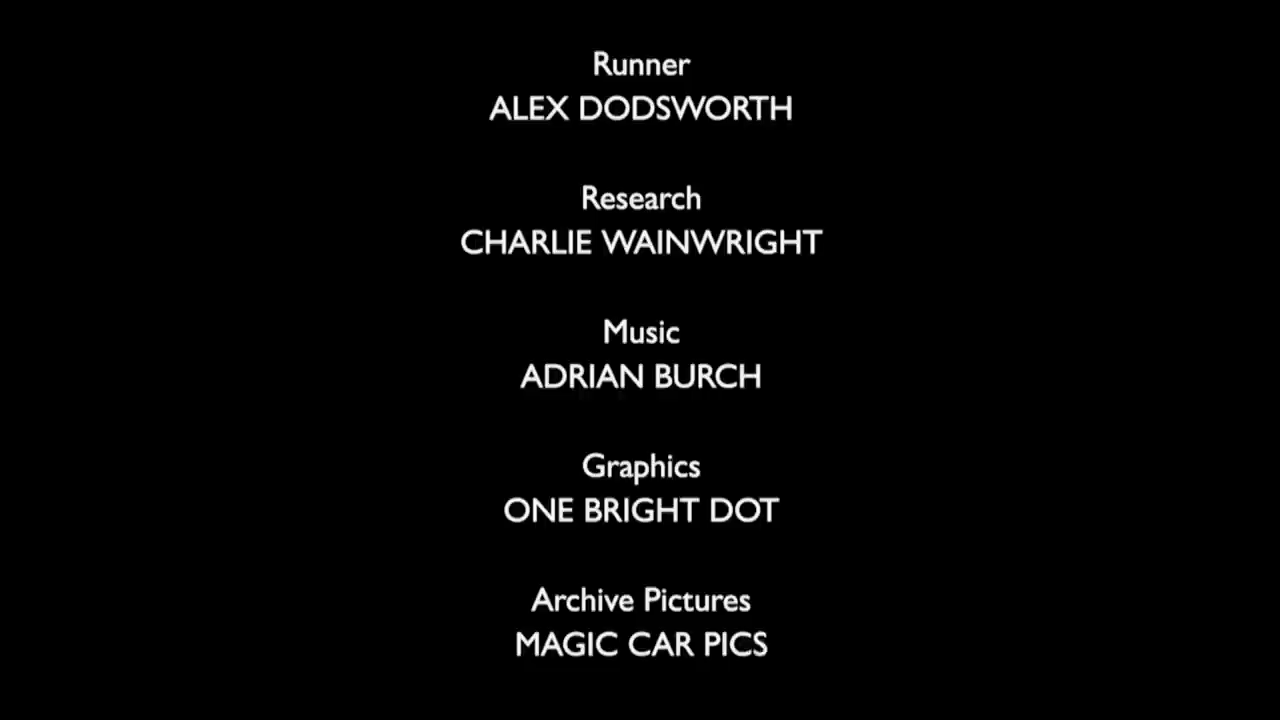 Runner
ALEX DODSWORTH
Research
CHARLIE WAINWRIGHT
Music
ADRIAN BURCH
Graphics
ONE BRIGHT DOT
Archive Pictures
MAGIC CAR PICS